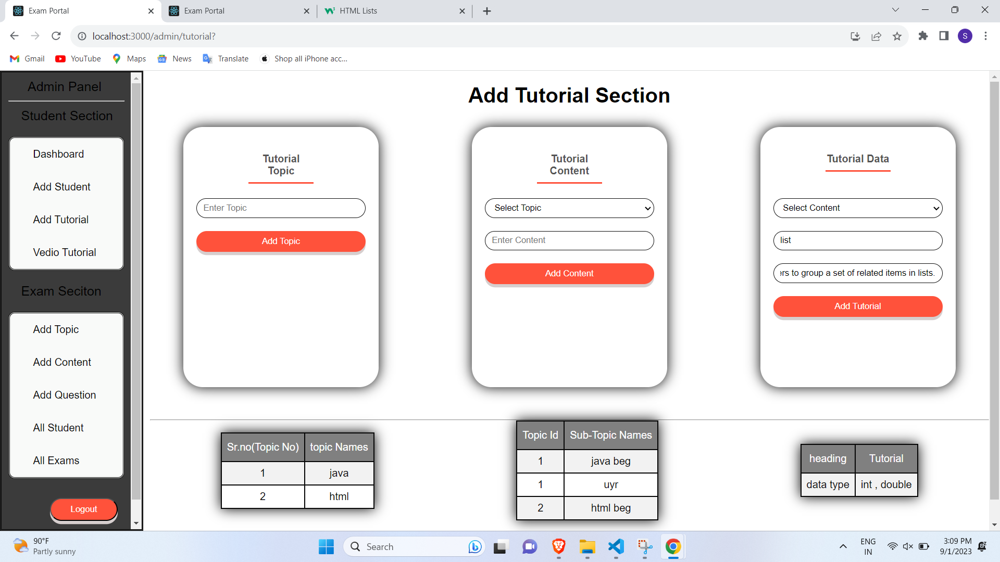 Exam Portal
Exam Portal
HTML Lists
localhost:3000/admin/tutorial?
S
Gmail
YouTube
Maps
News
Translate
Shop all iPhone acc...
Admin Panel
Student Section
Dashboard
Add Student
Add Tutorial
Vedio Tutorial
Exam Seciton
Add Topic
Add Content
Add Question
All Student
All Exams
Logout
Add Tutorial Section
Tutorial
Topic
Enter Topic
Add Topic
Tutorial
Content
Select Topic
Enter Content
Add Content
Tutorial Data
Select Content
list
ers to group a set of related items in lists.
Add Tutorial
Sr.no(Topic No) topic Names
1 java
2 html
Topic Id Sub-Topic Names
1 java beg
1 uyr
2 html beg
heading Tutorial
data type int , double
90°F
Partly sunny
Search
ENG
IN
3:09 PM
9/1/2023